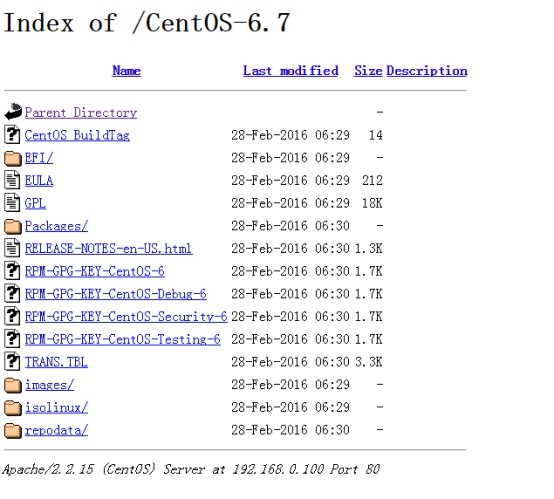 Index of /CentOS-6.7
Name Last modified Size Description
Parent Directory -
CentOS BuildTag 28-Feb-2016 06:29 14
EFI/ 28-Feb-2016 06:29 -
EULA 28-Feb-2016 06:29 212
GPL 28-Feb-2016 06:29 18K
Packages/ 28-Feb-2016 06:30 -
RELEASE-NOTES-en-US.html 28-Feb-2016 06:30 1.3K
RPM-GPG-KEY-CentOS-6 28-Feb-2016 06:30 1.7K
RPM-GPG-KEY-CentOS-Debug-6 28-Feb-2016 06:30 1.7K
RPM-GPG-KEY-CentOS-Security-6 28-Feb-2016 06:30 1.7K
RPM-GPG-KEY-CentOS-Testing-6 28-Feb-2016 06:30 1.7K
TRANS.TBL 28-Feb-2016 06:30 3.3K
images/ 28-Feb-2016 06:29 -
isolinux/ 28-Feb-2016 06:29 -
repodata/ 28-Feb-2016 06:30 -
Apache/2.2.15 (CentOS) Server at 192.168.0.100 Port 80